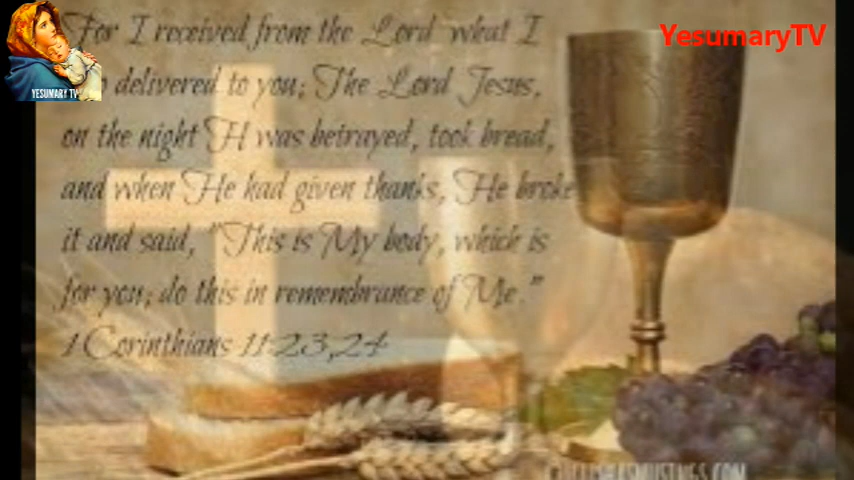 For I received from the Lord what I
delivered to you; The Lord Jesus,
on the night H was betrayed, took bread,
and when He had given thanks, He broke
it and said, "This is My body, which is
for you; do this in remembrance of Me."
1 Corinthians 11:23,24
YesumaryTV
YESUMARY TV